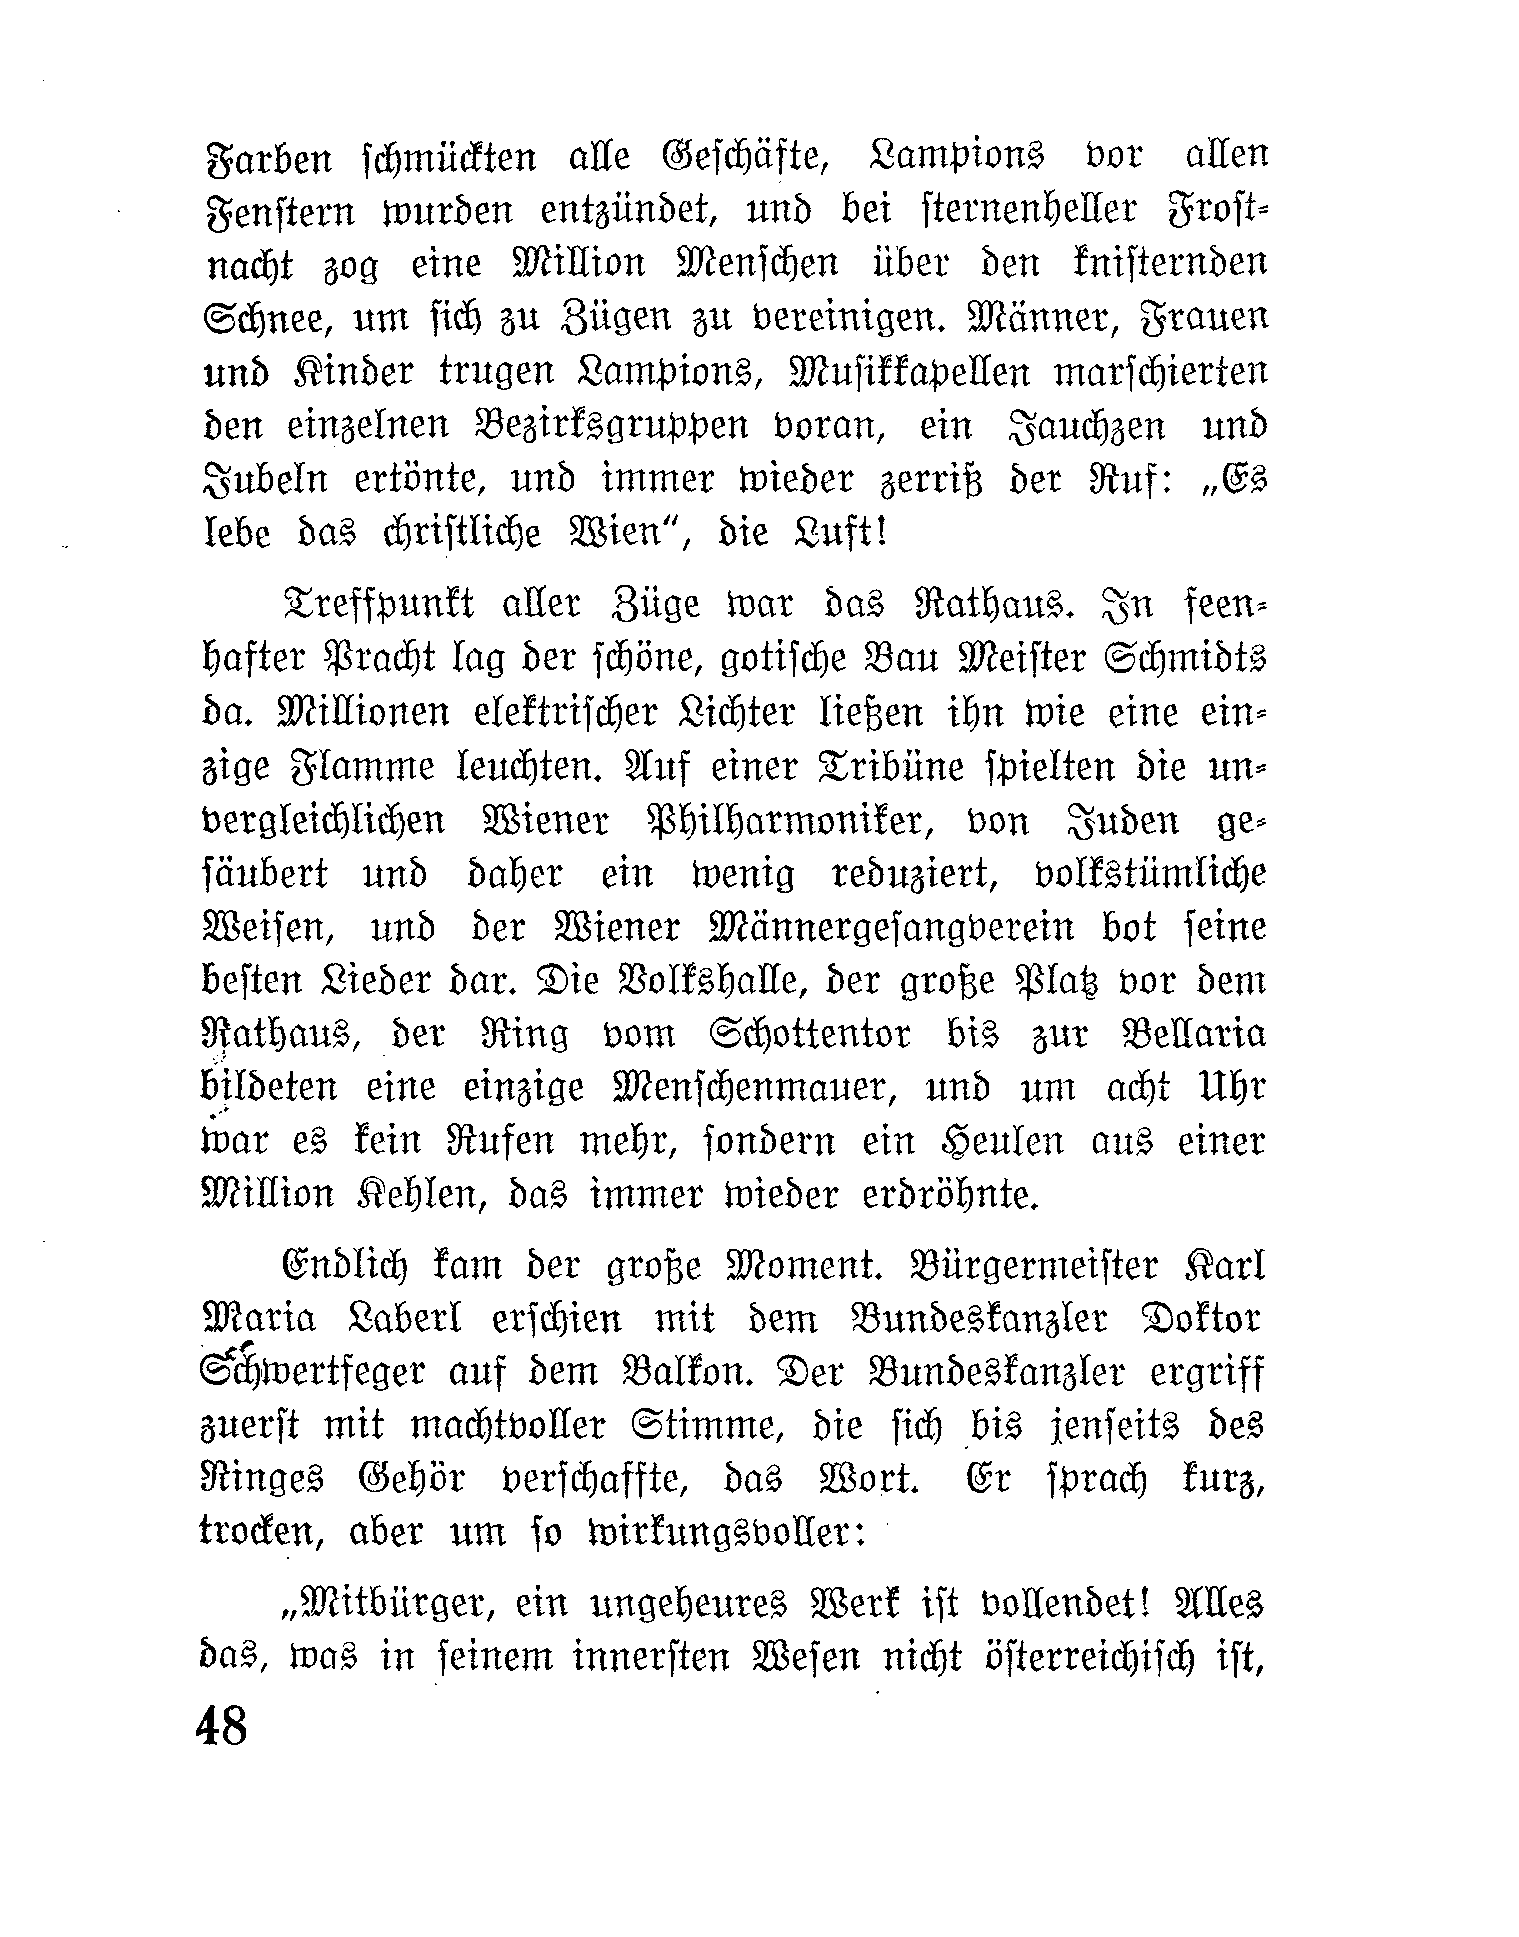 Farben schmückten alle Geschäfte, Lampions vor allen
Fenstern wurden entzündet, und bei sternenheller Frost-
nacht zog eine Million Menschen über den knisternden
Schnee, um sich zu Zügen zu vereinigen. Männer, Frauen
und Kinder trugen Lampions, Musikkapellen marschierten
den einzelnen Bezirksgruppen voran, ein Jauchzen und
Jubeln ertönte, und immer wieder zerriß der Ruf: „Es
lebe das christliche Wien“, die Luft!
Treffpunkt aller Züge war das Rathaus. In feen-
hafter Pracht lag der schöne, gotische Bau Meister Schmidts
da. Millionen elektrischer Lichter ließen ihn wie eine ein-
zige Flamme leuchten. Auf einer Tribüne spielten die un-
vergleichlichen Wiener Philharmoniker, von Juden ge-
säubert und daher ein wenig reduziert, volkstümliche
Weisen, und der Wiener Männergesangverein bot seine
besten Lieder dar. Die Volkshalle, der große Platz vor dem
Rathaus, der Ring vom Schottentor bis zur Bellaria
bildeten eine einzige Menschenmauer, und um acht Uhr
war es kein Rufen mehr, sondern ein Heulen aus einer
Million Kehlen, das immer wieder erdröhnte.
Endlich kam der große Moment. Bürgermeister Karl
Maria Laberl erschien mit dem Bundeskanzler Doktor
Schwertfeger auf dem Balkon. Der Bundeskanzler ergriff
zuerst mit machtvoller Stimme, die sich bis jenseits des
Ringes Gehör verschaffte, das Wort. Er sprach kurz,
trocken, aber um so wirkungsvoller:
„Mitbürger, ein ungeheures Werk ist vollendet! Alles
das, was in seinem innersten Wesen nicht österreichisch ist,
48